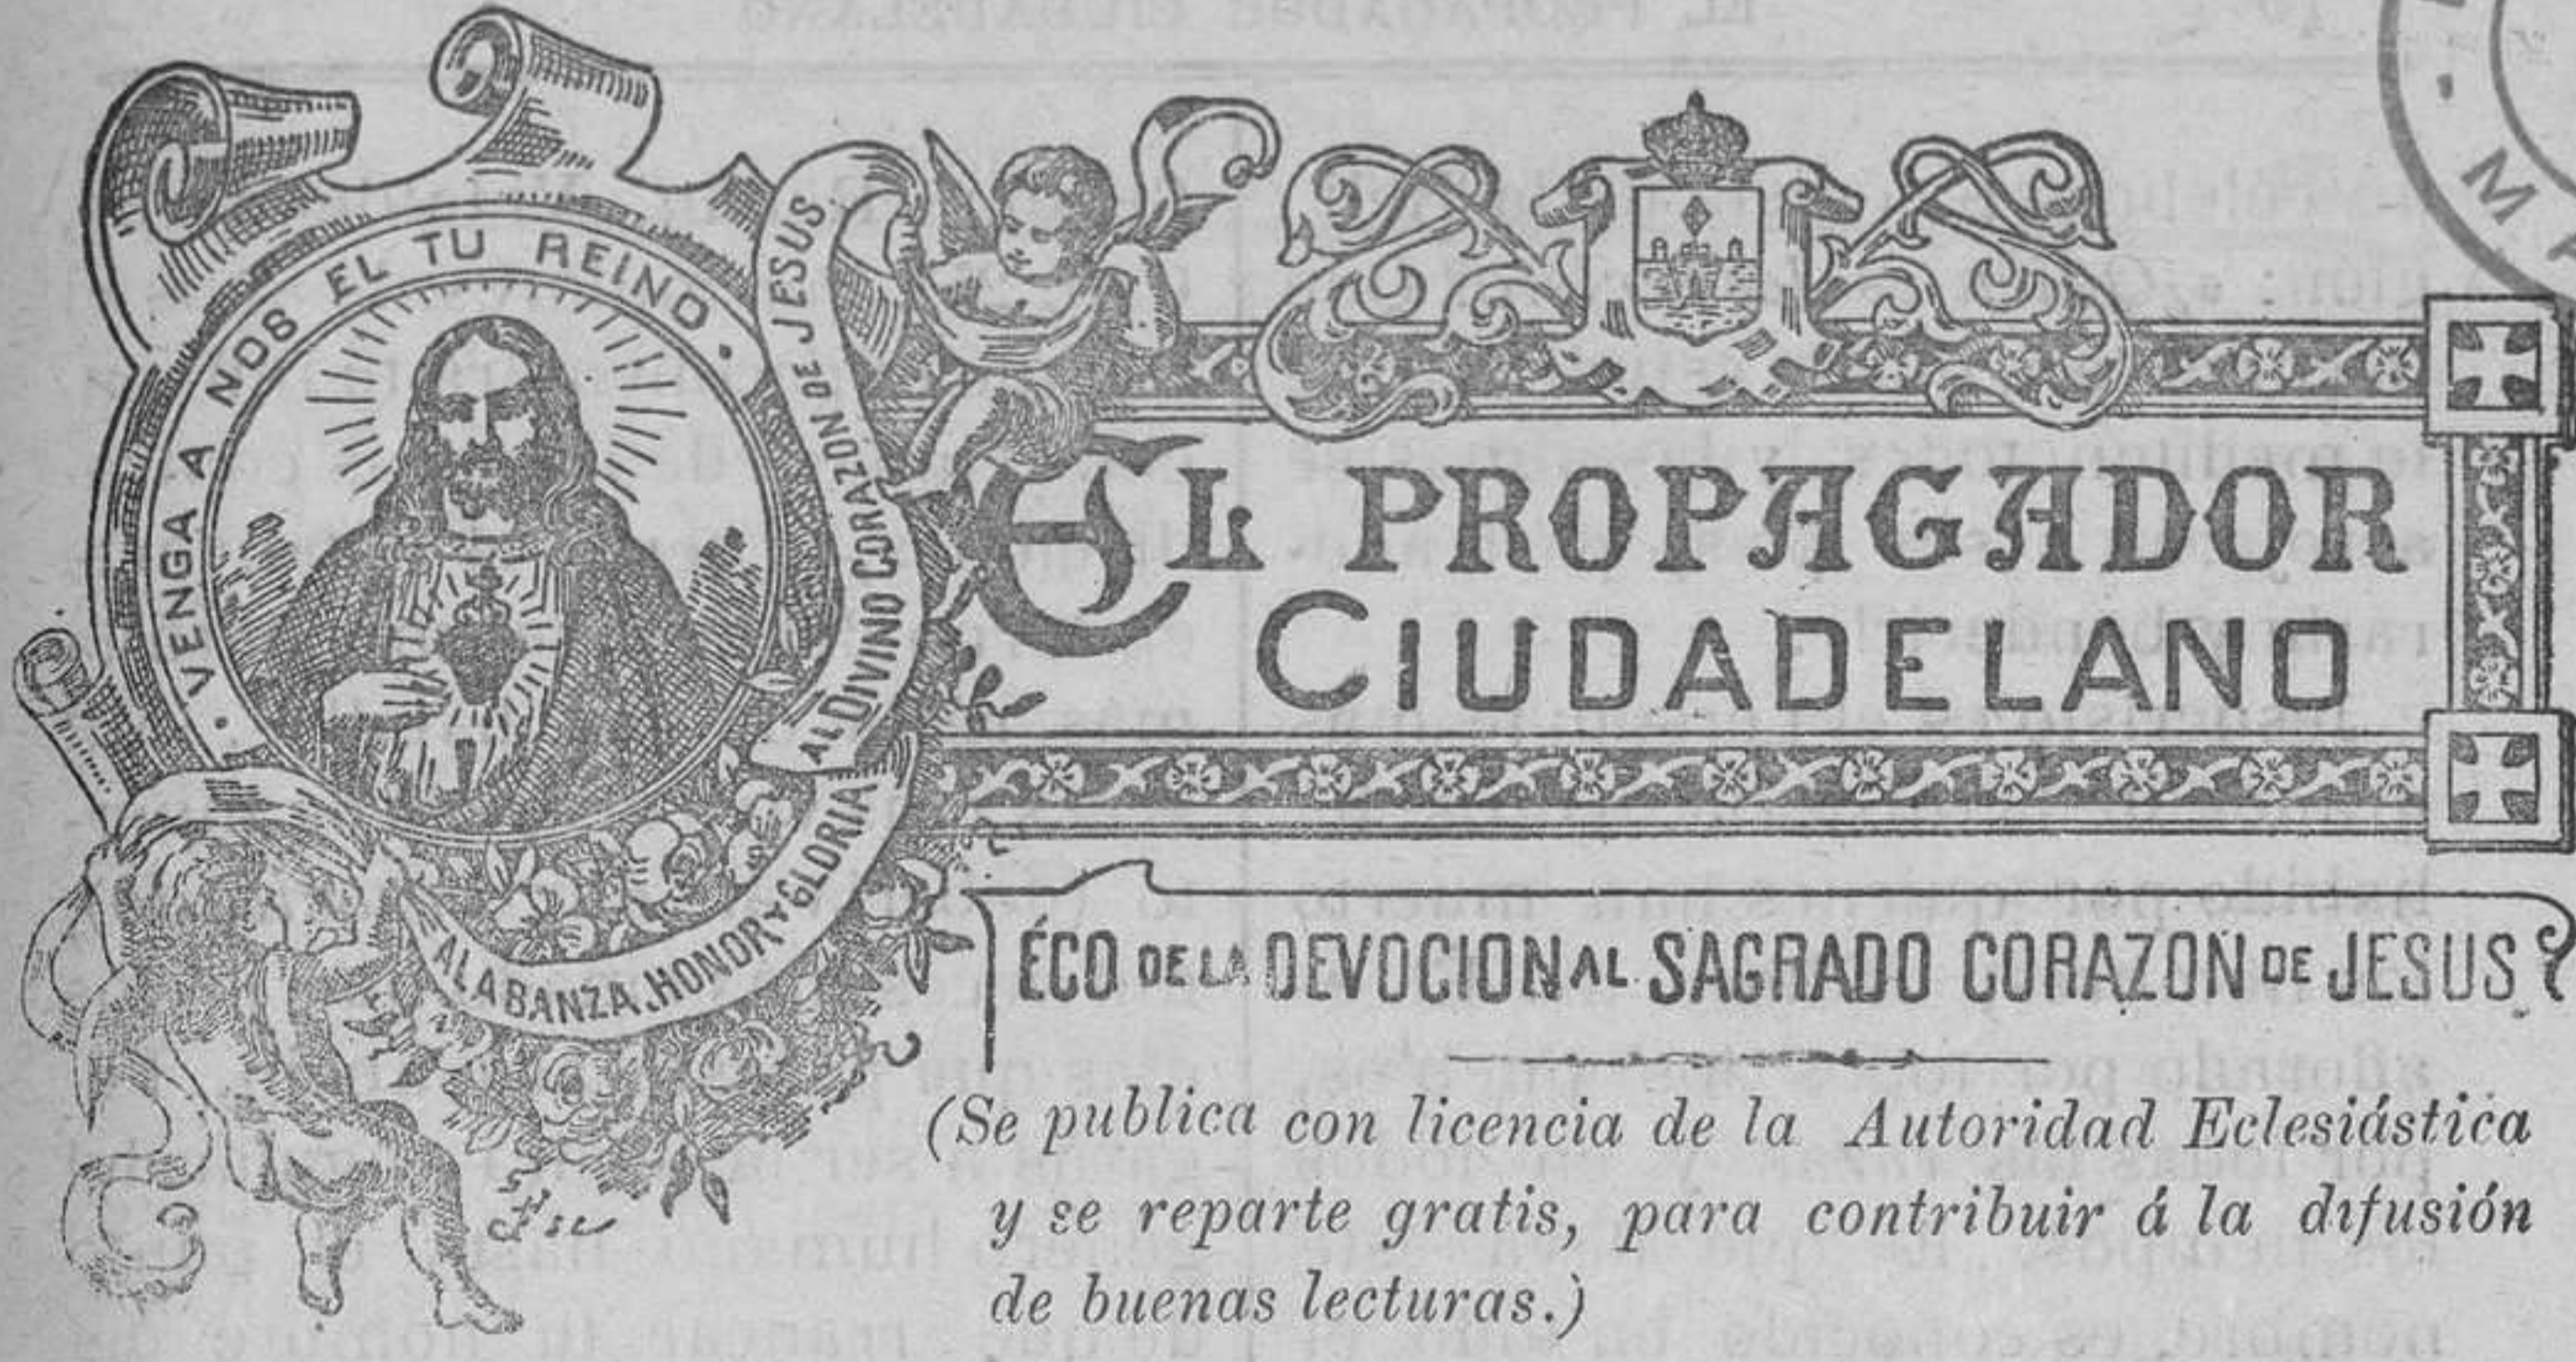 · VENGA A NOS EL TU REINO ·
ALABANZA, HONOR Y GLORIA
AL DIVINO CORAZON DE JESUS
EL PROPAGADOR
CIUDADELANO
ÉCO DE LA DEVOCION AL SAGRADO CORAZON DE JESUS
(Se publica con licencia de la Autoridad Eclesiástica
y se reparte gratis, para contribuir á la difusión
de buenas lecturas.)